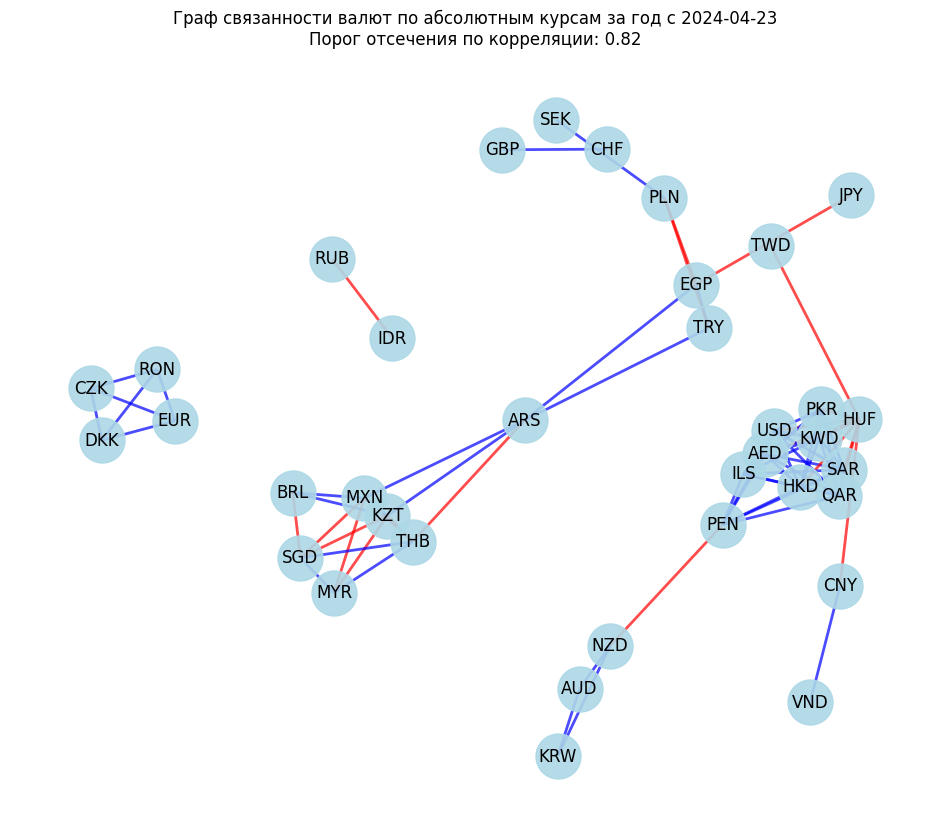 Граф связанности валют по абсолютным курсам за год с 2024-04-23
Порог отсечения по корреляции: 0.82
SEK
GBP
CHF
PLN
JPY
TWD
RUB
EGP
TRY
IDR
RON
CZK
EUR
DKK
ARS
PKR
HUF
USD
KWD
AED
SAR
ILS
HKD
QAR
BRL
MXN
KZT
PEN
THB
SGD
MYR
CNY
NZD
AUD
VND
KRW